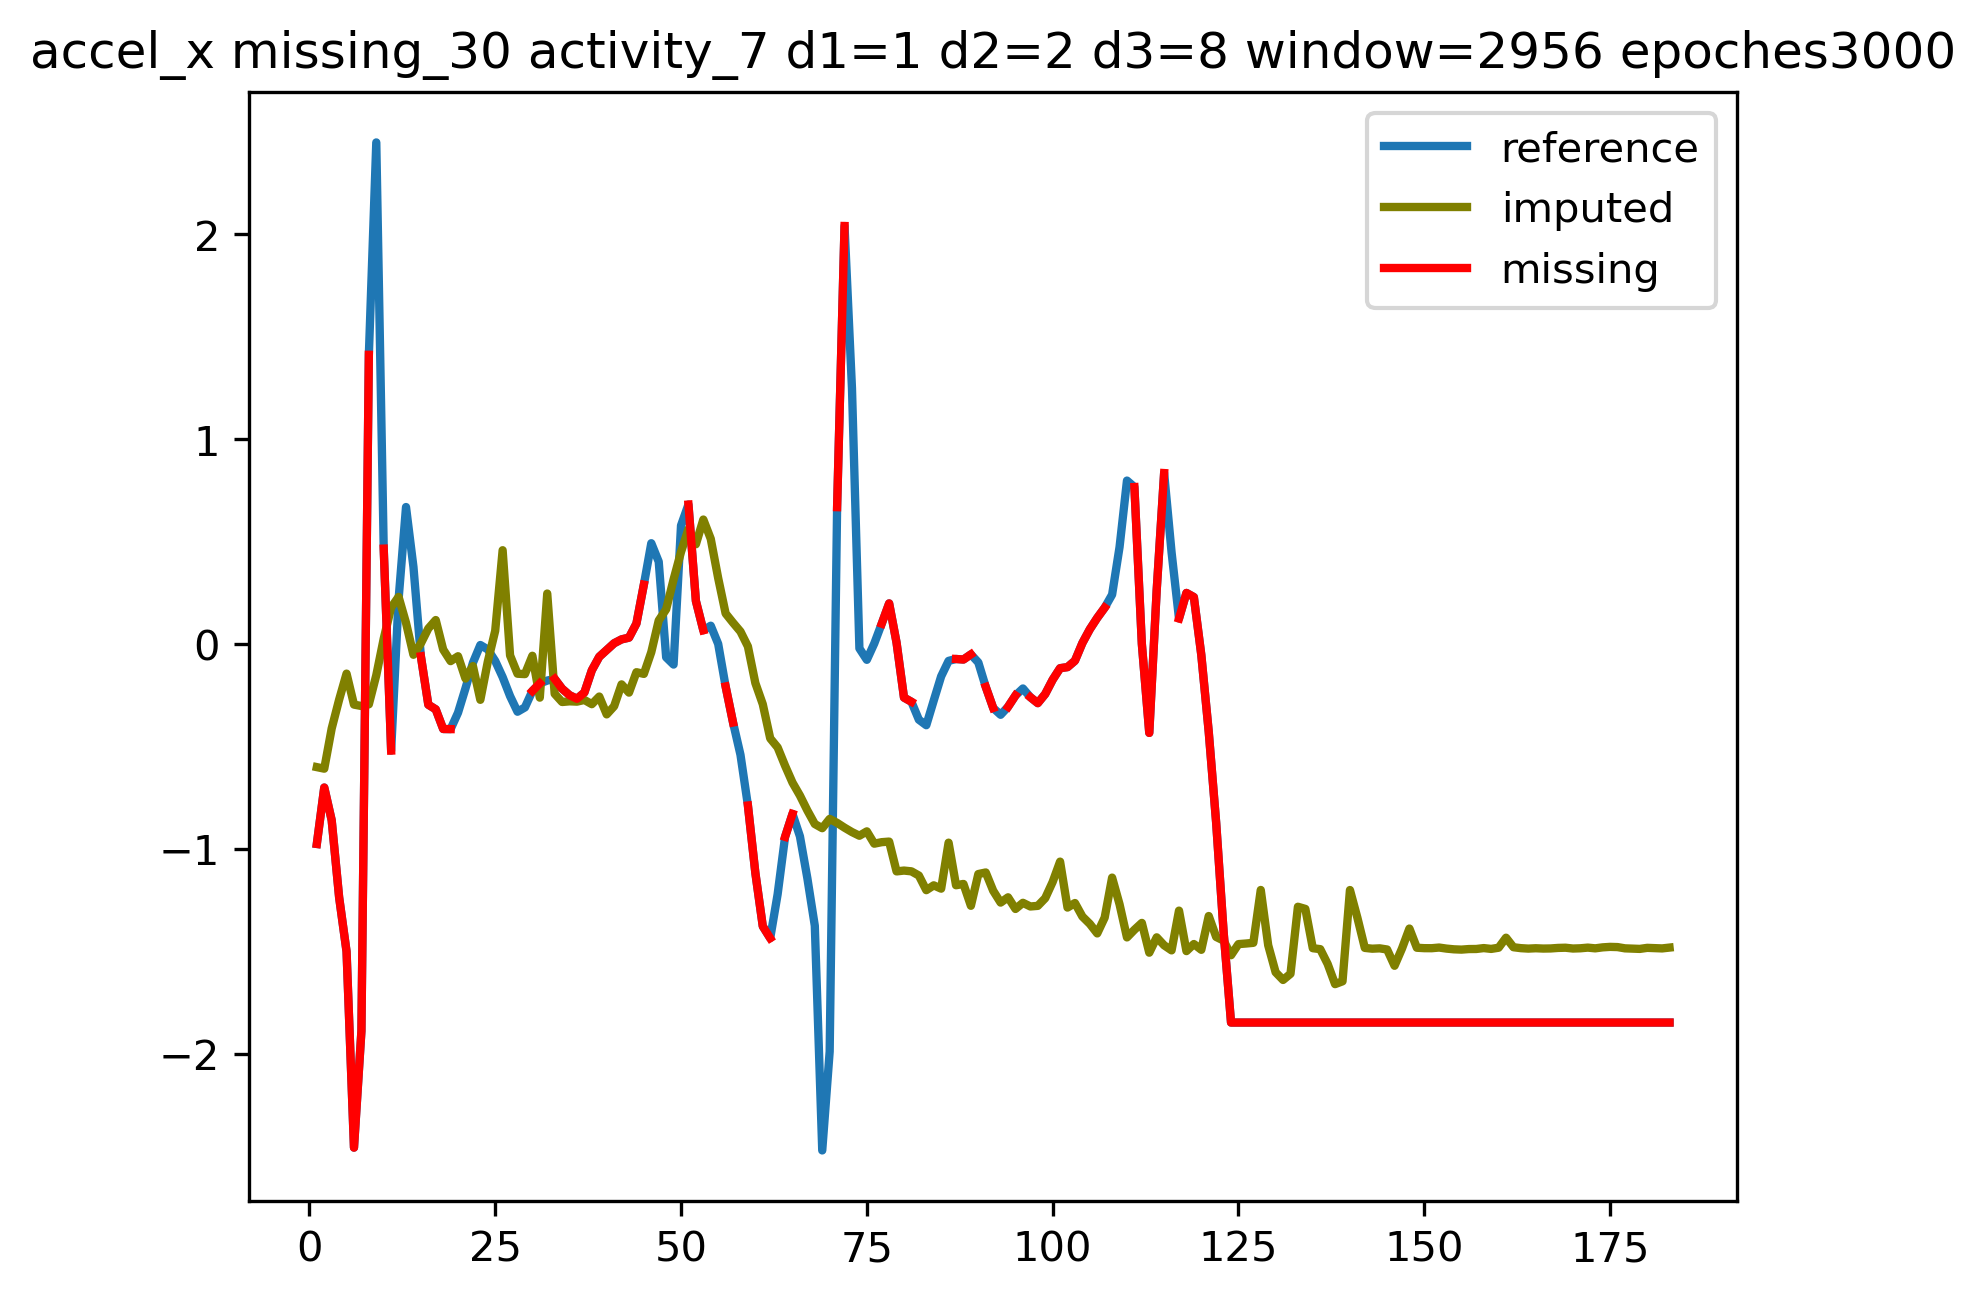 accel_x missing_30 activity_7 d1=1 d2=2 d3=8 window=2956 epoches3000
reference
imputed
missing
2
1
0
−1
−2
0 25 50 75 100 125 150 175